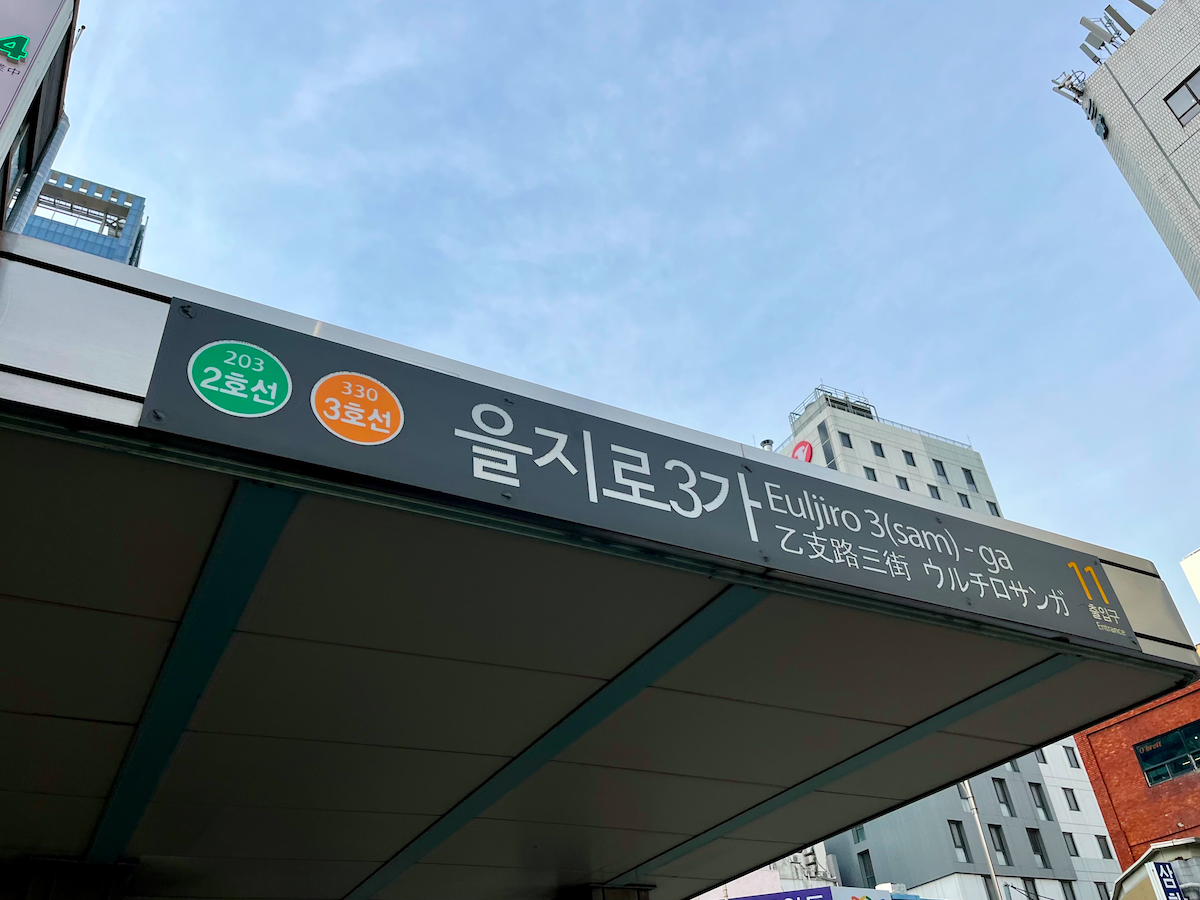 4
203
2호선
330
3호선
을지로3가
Euljiro 3(sam) - ga
乙支路三街 ウルチロサンガ
11
출입구
Entrance